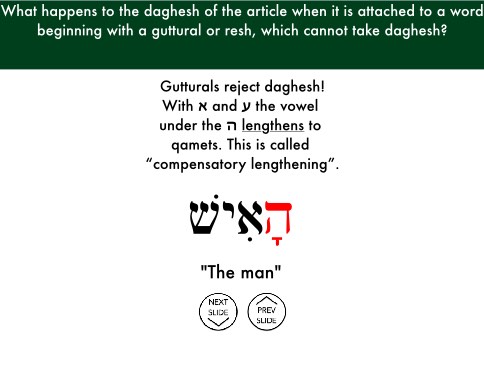 What happens to the daghesh of the article when it is attached to a word
beginning with a guttural or resh, which cannot take daghesh?
Gutturals reject daghesh!
With א and ע the vowel
under the ה lengthens to
qamets. This is called
“compensatory lengthening”.
הָאִישׁ
"The man"
NEXT
SLIDE
PREV
SLIDE